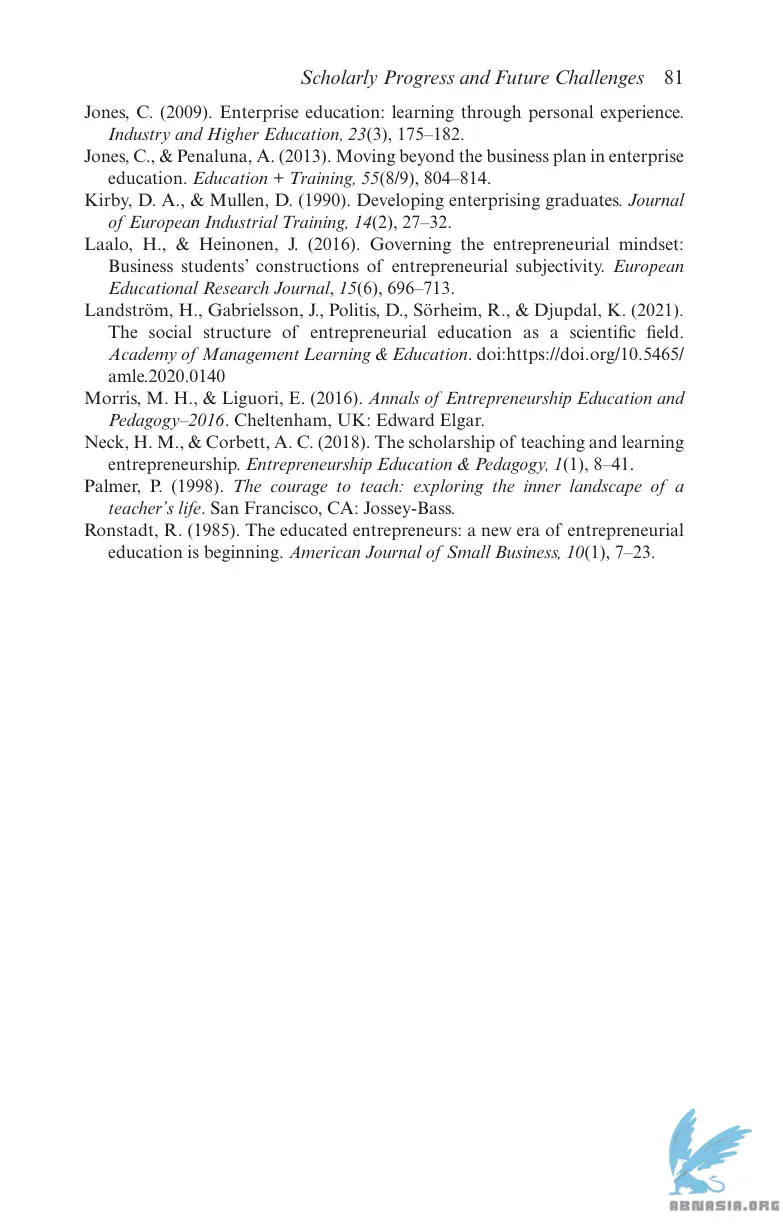 Scholarly Progress and Future Challenges 81
Jones, C. (2009). Enterprise education: learning through personal experience.
Industry and Higher Education, 23(3), 175–182.
Jones, C., & Penaluna, A. (2013). Moving beyond the business plan in enterprise
education. Education + Training, 55(8/9), 804–814.
Kirby, D. A., & Mullen, D. (1990). Developing enterprising graduates. Journal
of European Industrial Training, 14(2), 27–32.
Laalo, H., & Heinonen, J. (2016). Governing the entrepreneurial mindset:
Business students’ constructions of entrepreneurial subjectivity. European
Educational Research Journal, 15(6), 696–713.
Landström, H., Gabrielsson, J., Politis, D., Sörheim, R., & Djupdal, K. (2021).
The social structure of entrepreneurial education as a scientific field.
Academy of Management Learning & Education. doi:https://doi.org/10.5465/
amle.2020.0140
Morris, M. H., & Liguori, E. (2016). Annals of Entrepreneurship Education and
Pedagogy–2016. Cheltenham, UK: Edward Elgar.
Neck, H. M., & Corbett, A. C. (2018). The scholarship of teaching and learning
entrepreneurship. Entrepreneurship Education & Pedagogy, 1(1), 8–41.
Palmer, P. (1998). The courage to teach: exploring the inner landscape of a
teacher’s life. San Francisco, CA: Jossey-Bass.
Ronstadt, R. (1985). The educated entrepreneurs: a new era of entrepreneurial
education is beginning. American Journal of Small Business, 10(1), 7–23.
ABNASIA.ORG